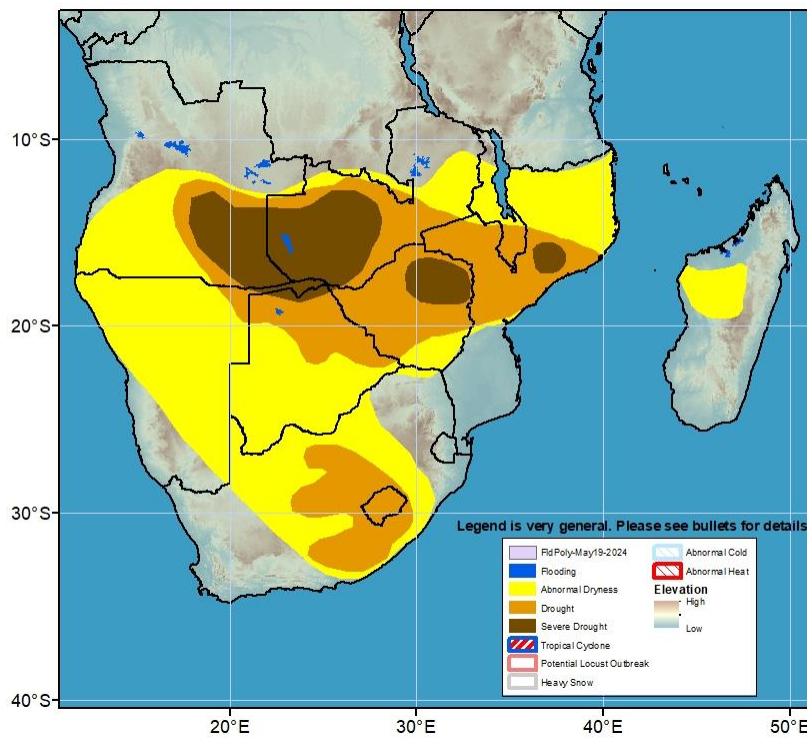 10°S
20°S
30°S
40°S
20°E
30°E
40°E
50°E
Legend is very general. Please see bullets for details
FldPoly-May19-2024
Flooding
Abnormal Dryness
Drought
Severe Drought
Tropical Cyclone
Potential Locust Outbreak
Heavy Snow
Abnormal Cold
Abnormal Heat
Elevation
High
Low